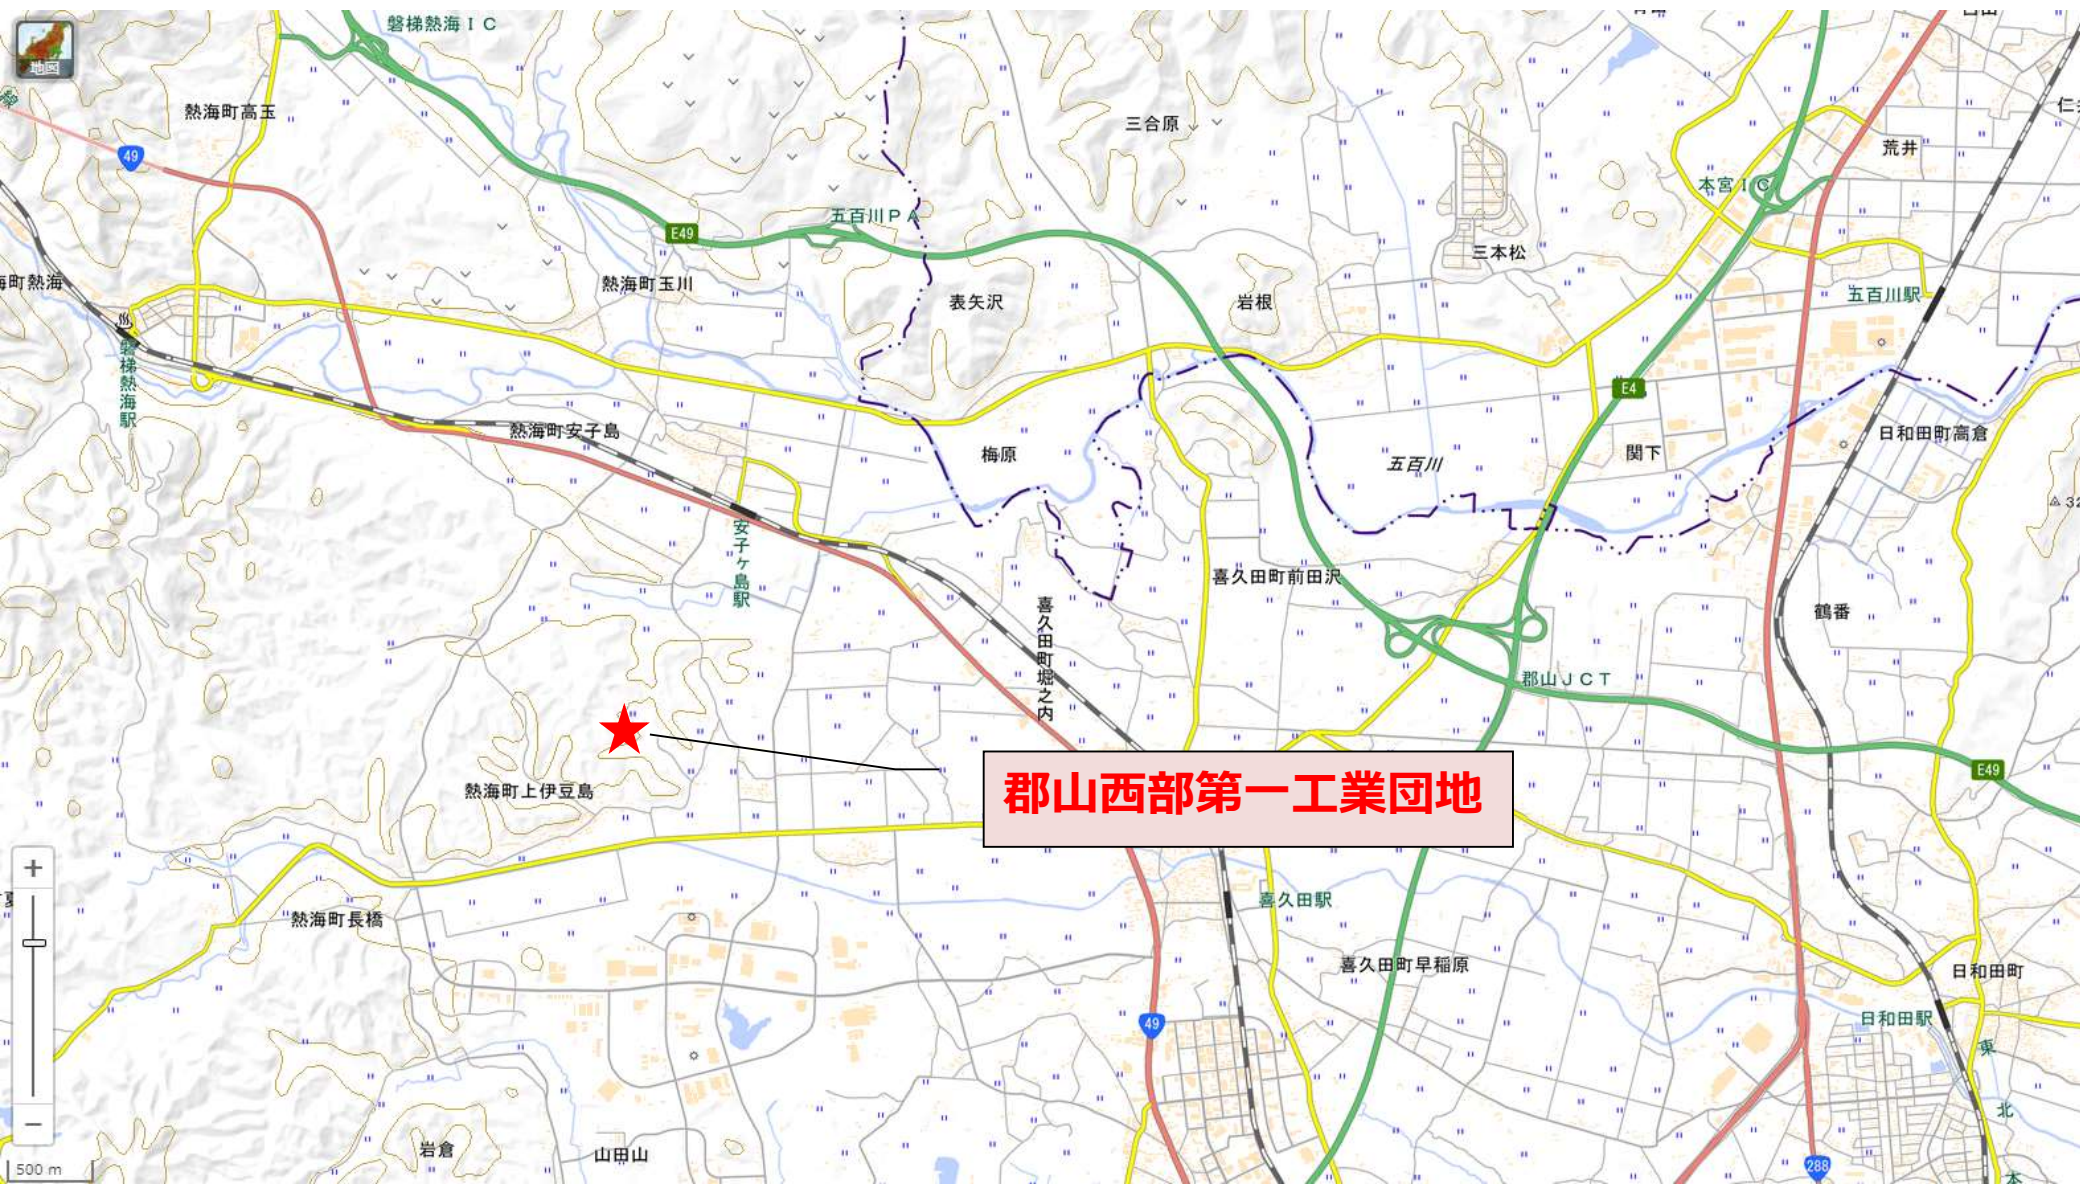 磐梯熱海ＩＣ
地図
熱海町高玉
49
三合原
荒井
本宮ＩＣ
五百川ＰＡ
E49
三本松
熱海町玉川
表矢沢
岩根
五百川駅
磐梯熱海駅
E4
熱海町安子島
梅原
五百川
関下
日和田町高倉
安子ヶ島駅
喜久田町前田沢
喜久田町堀之内
鶴番
郡山ＪＣＴ
E49
郡山西部第一工業団地
熱海町上伊豆島
+
熱海町長橋
喜久田駅
喜久田町早稲原
日和田町
49
日和田駅
東
北
本
岩倉
山田山
−
500 m
288